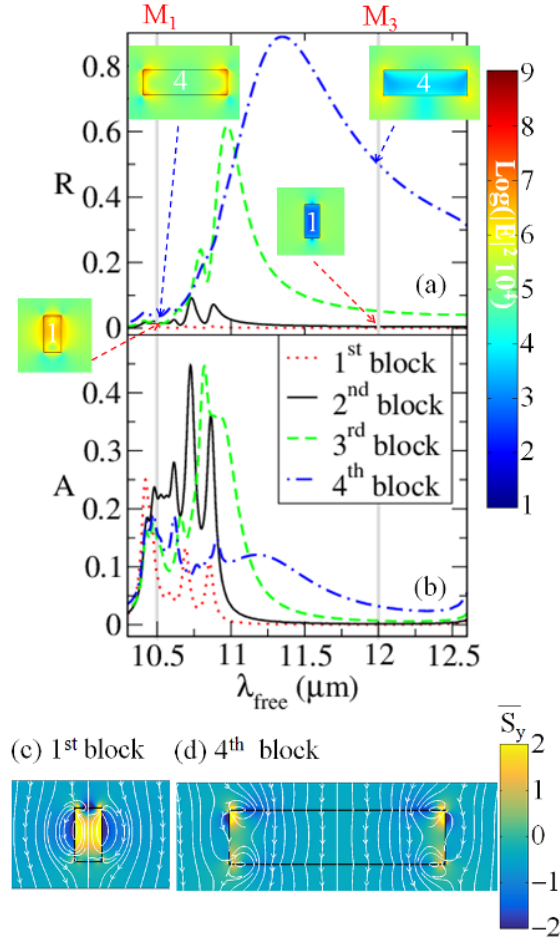 M1 M3
0.8
0.6
R
0.4
0.2
0
4
4
1
1
(a)
9
8
7
6
5
4
3
2
1
Log(|E|² 10⁴)
1st block
2nd block
3rd block
4th block
0.4
0.3
A
0.2
0.1
0
(b)
10.5 11 11.5 12 12.5
λfree (μm)
(c) 1st block (d) 4th block
S̅y
2
1
0
−1
−2